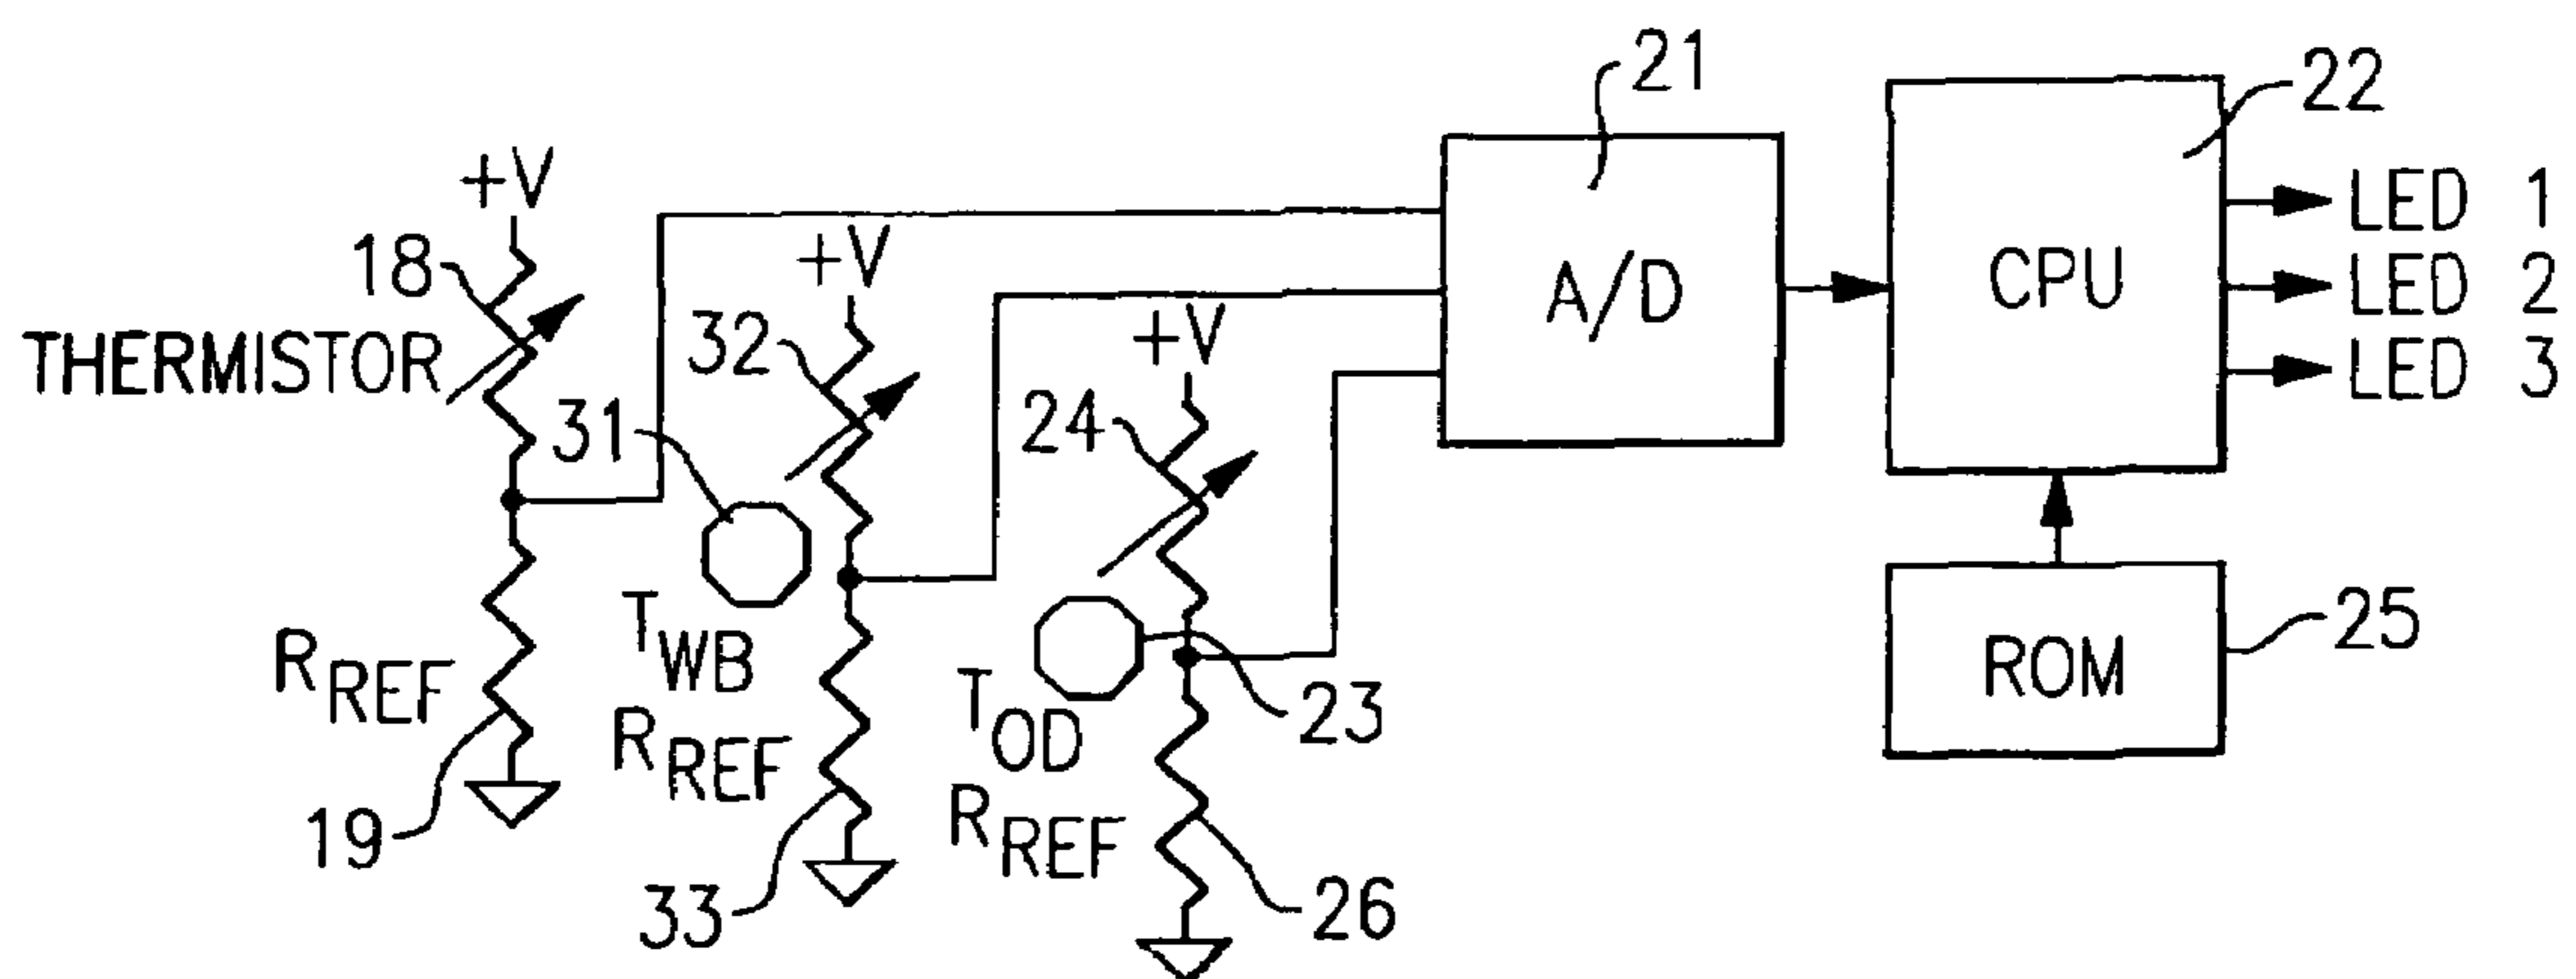 21
22
+V
18
THERMISTOR
+V
32
31
+V
24
A/D
CPU
LED 1
LED 2
LED 3
ROM
25
R REF
19
T WB
R REF
33
T OD
23
R REF
26